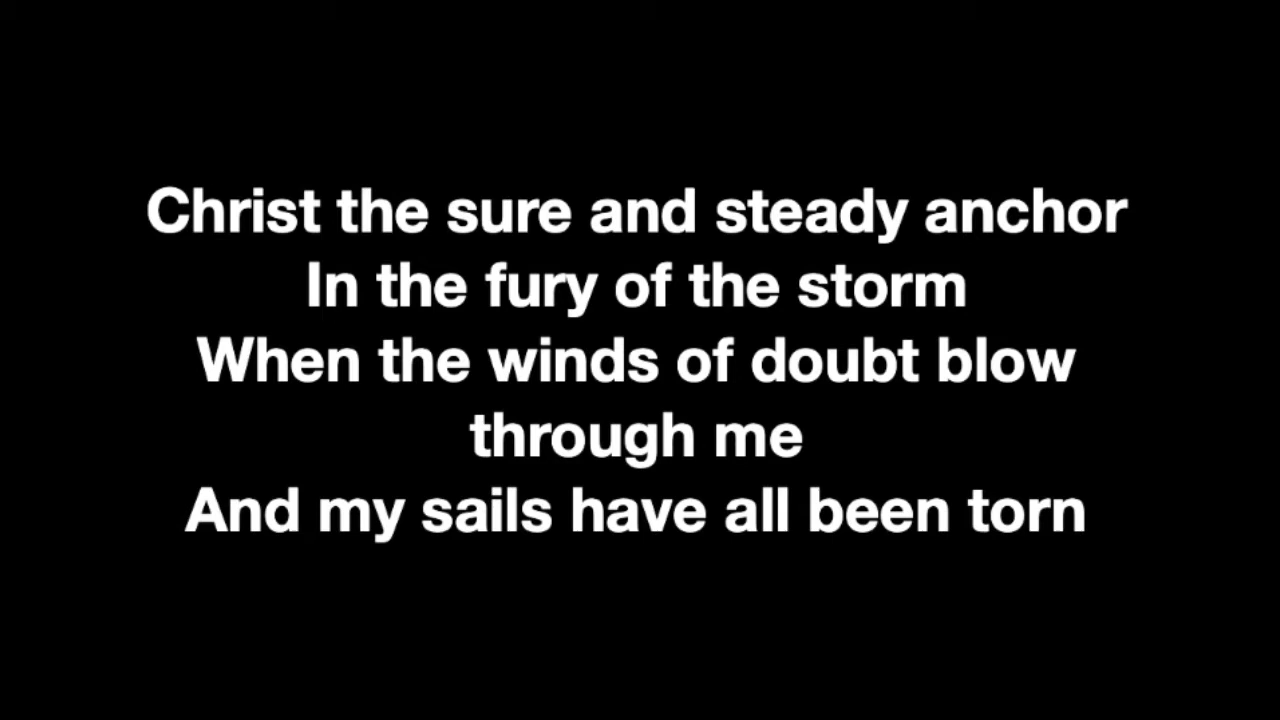 Christ the sure and steady anchor
In the fury of the storm
When the winds of doubt blow
through me
And my sails have all been torn